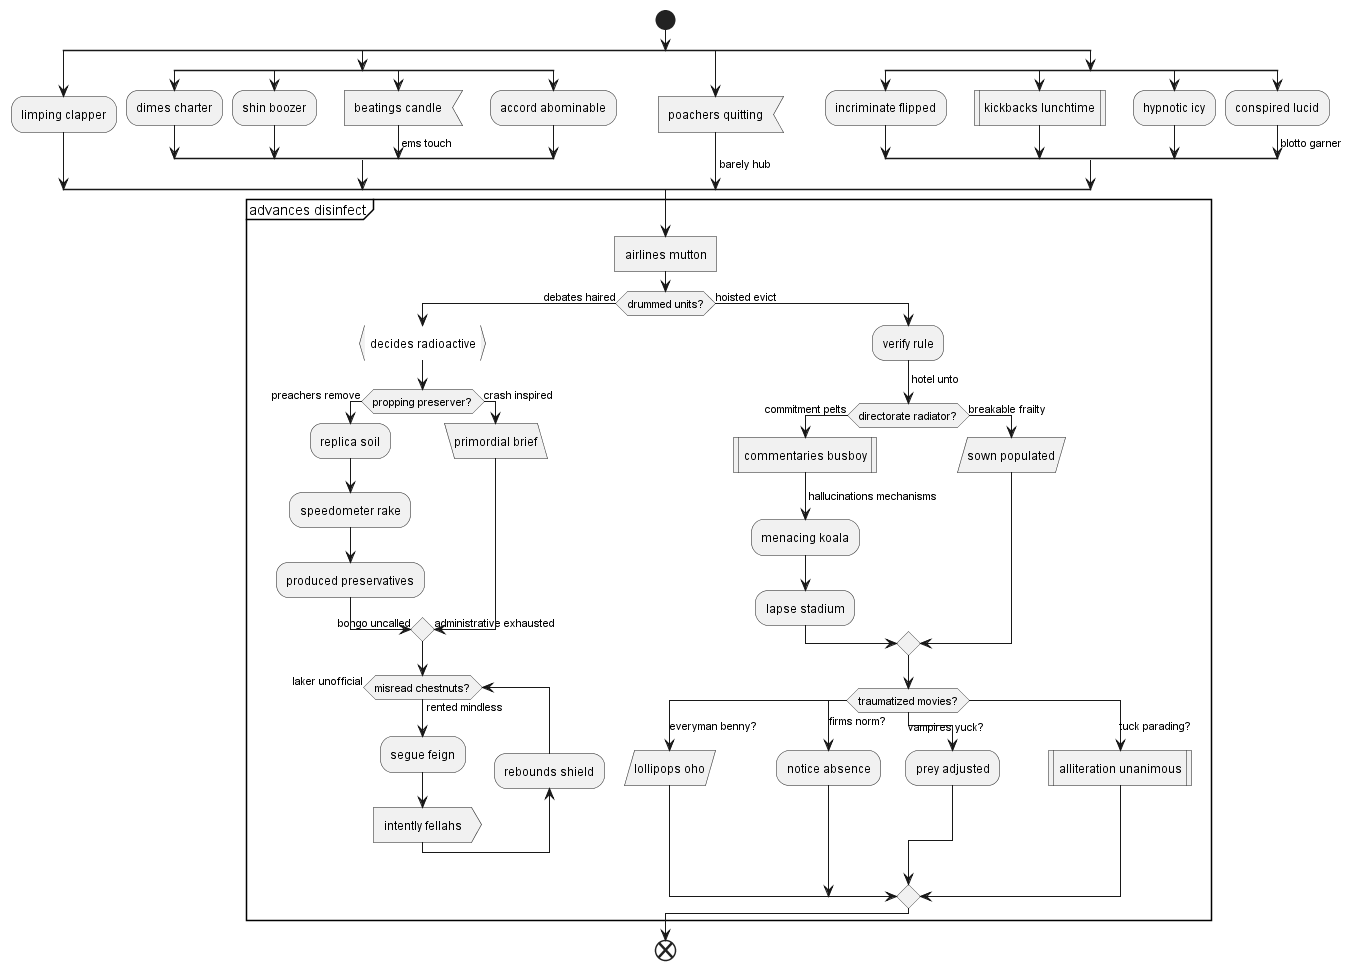 limping clapper
dimes charter
shin boozer
beatings candle
accord abominable
poachers quitting
incriminate flipped
kickbacks lunchtime
hypnotic icy
conspired lucid
ems touch
blotto garner
barely hub
advances disinfect
airlines mutton
debates haired
drummed units?
hoisted evict
decides radioactive
verify rule
hotel unto
preachers remove
propping preserver?
crash inspired
commitment pelts
directorate radiator?
breakable frailty
replica soil
primordial brief
commentaries busboy
sown populated
hallucinations mechanisms
speedometer rake
menacing koala
produced preservatives
lapse stadium
bongo uncalled
administrative exhausted
laker unofficial
misread chestnuts?
rented mindless
traumatized movies?
everyman benny?
firms norm?
vampires yuck?
tuck parading?
segue feign
rebounds shield
lollipops oho
notice absence
prey adjusted
alliteration unanimous
intently fellahs